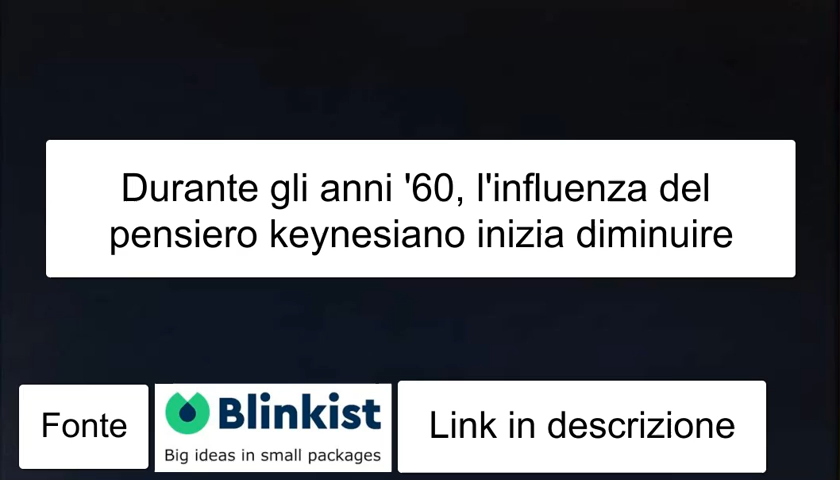 Durante gli anni '60, l'influenza del
pensiero keynesiano inizia diminuire
Fonte
Blinkist
Big ideas in small packages
Link in descrizione